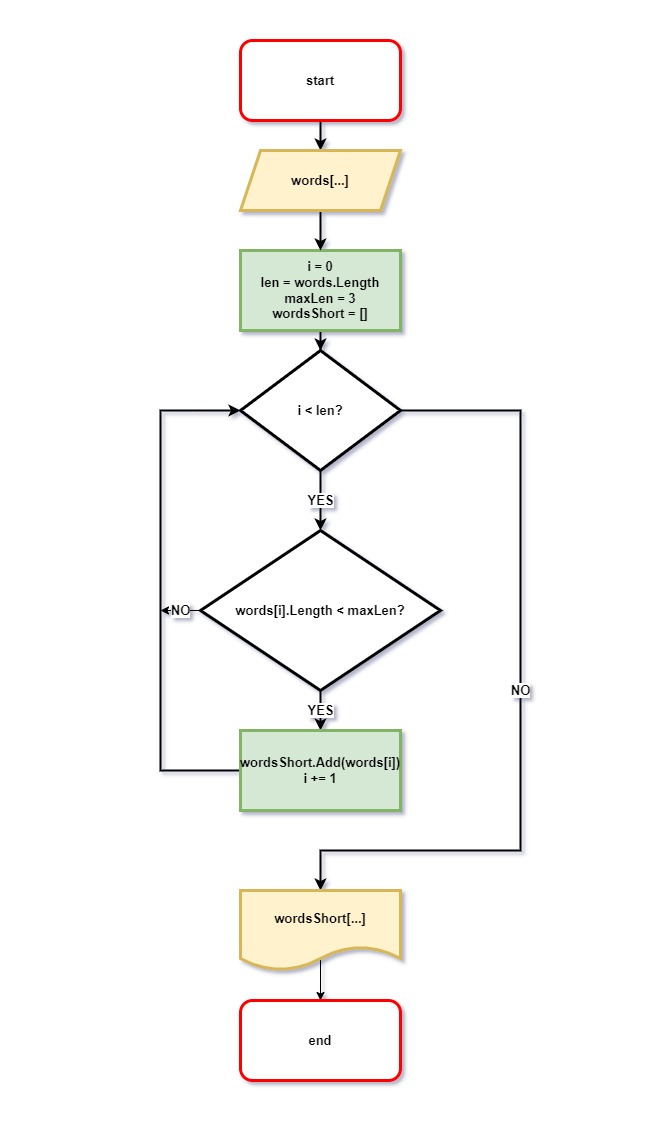 start
words[...]
i = 0
len = words.Length
maxLen = 3
wordsShort = []
i < len?
YES
words[i].Length < maxLen?
NO
NO
YES
wordsShort.Add(words[i])
i += 1
wordsShort[...]
end